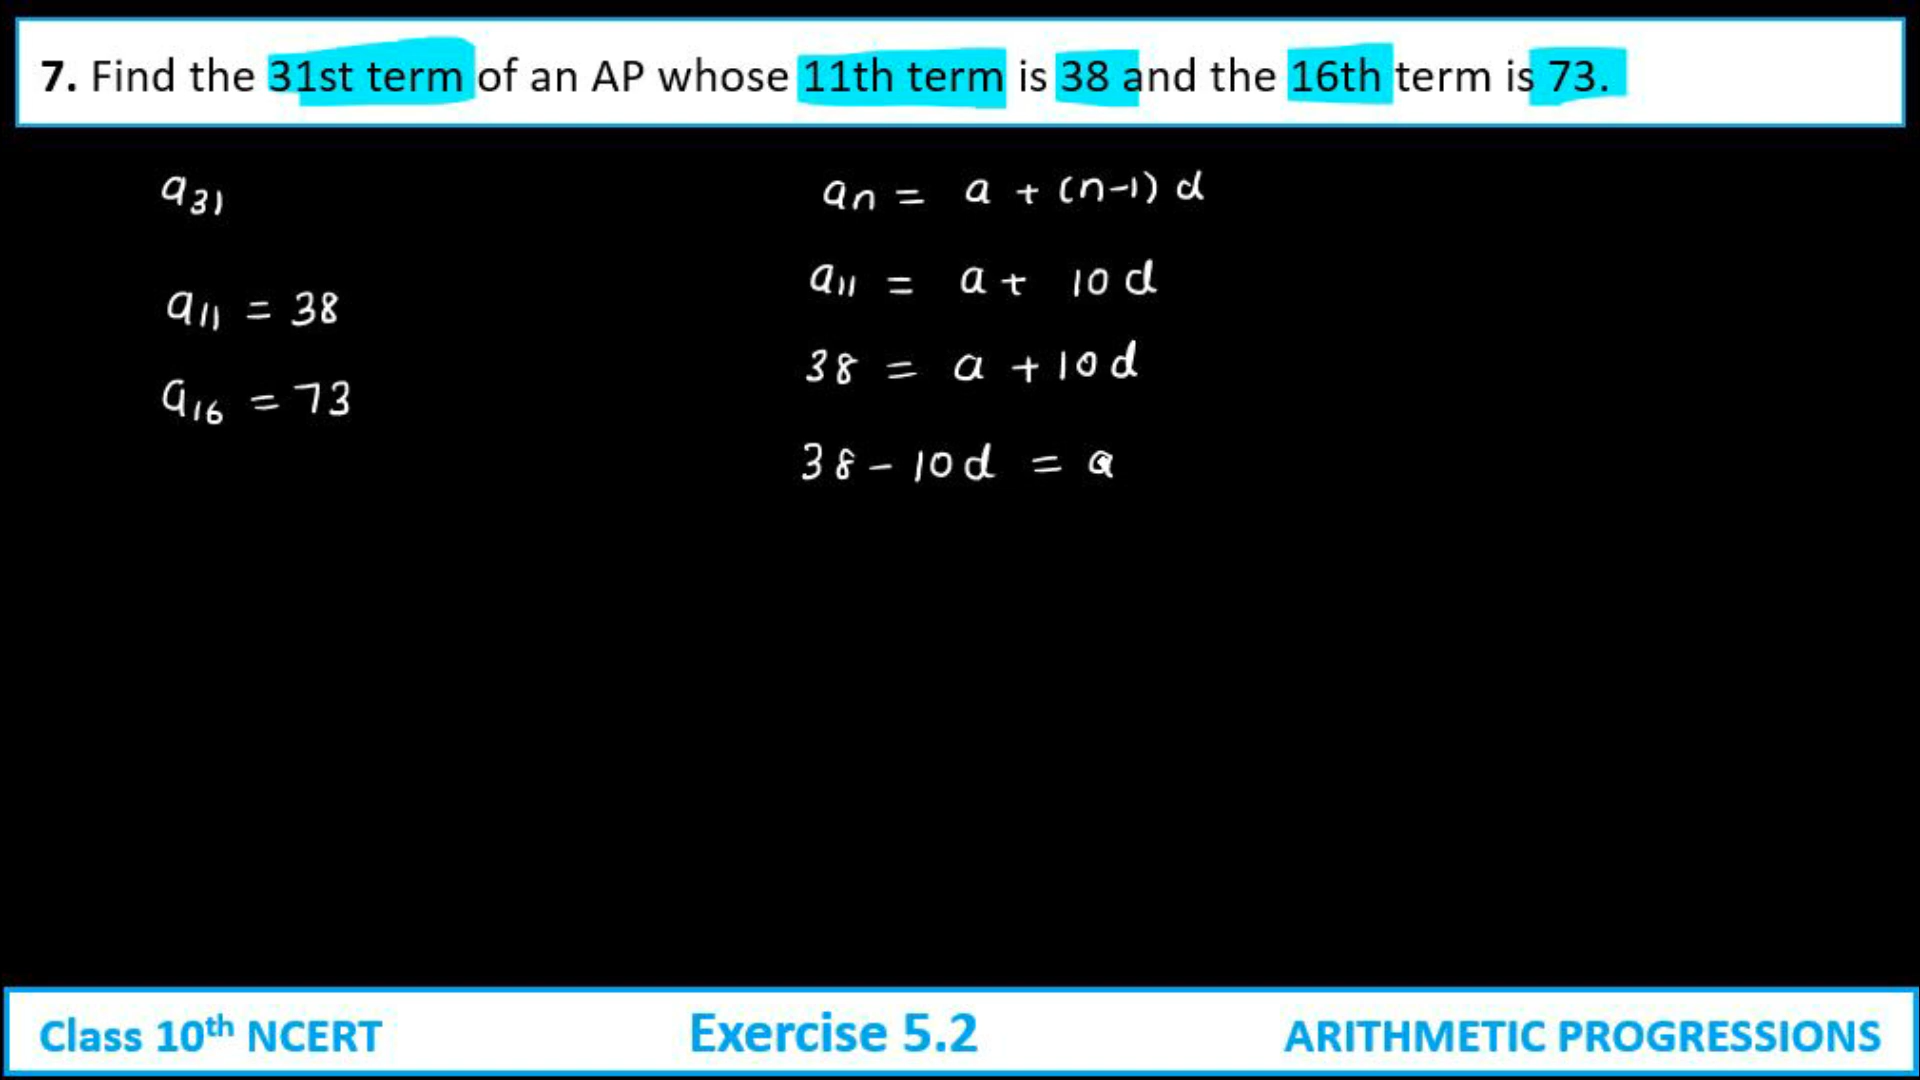 7. Find the 31st term of an AP whose 11th term is 38 and the 16th term is 73.
a31
a11 = 38
a16 = 73
an = a + (n-1) d
a11 = a + 10 d
38 = a + 10 d
38 - 10 d = a
Class 10th NCERT
Exercise 5.2
ARITHMETIC PROGRESSIONS